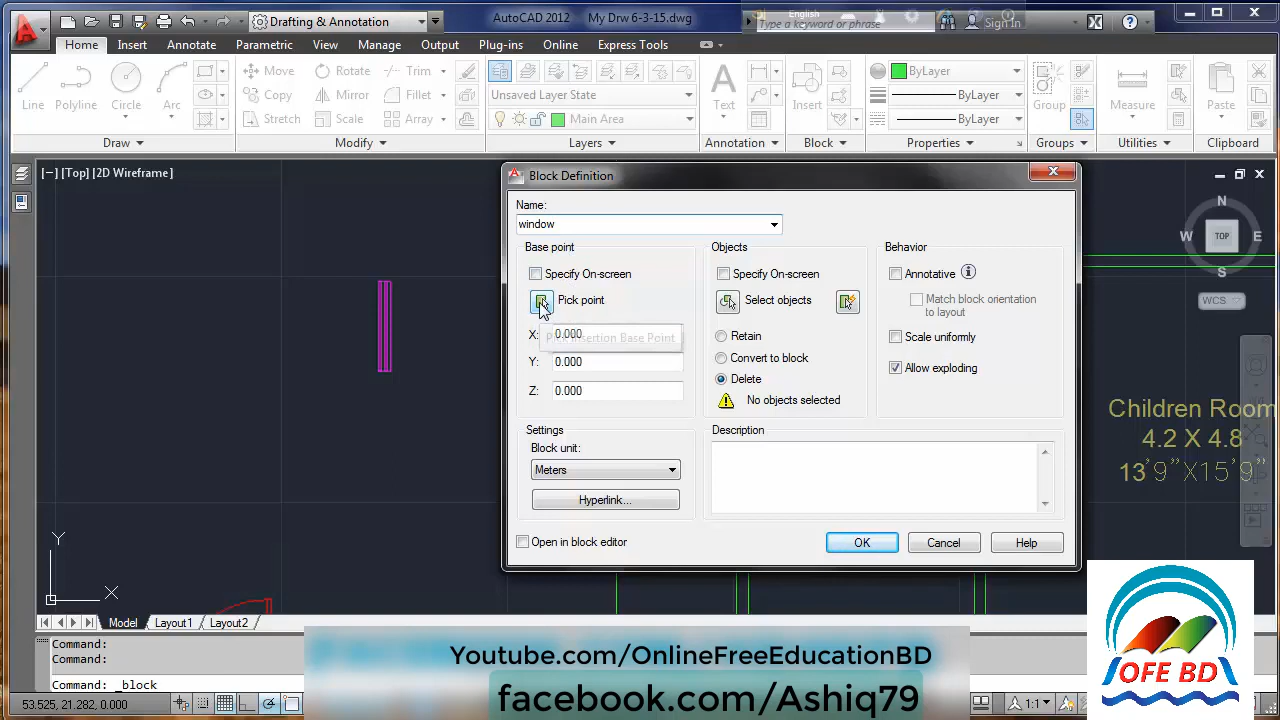 Drafting & Annotation
AutoCAD 2012 My Drw 6-3-15.dwg
English
Type a keyword or phrase
Sign In
Home Insert Annotate Parametric View Manage Output Plug-ins Online Express Tools
Line Polyline Circle Arc
Move Rotate Trim
Copy Mirror Fillet
Stretch Scale Array
Unsaved Layer State
Main Area
Text
Insert
ByLayer
ByLayer
ByLayer
Group Measure Paste
Draw Modify Layers Annotation Block Properties Groups Utilities Clipboard
[−] [Top] [2D Wireframe]
N
W TOP E
S
WCS
Block Definition
Name:
window
Base point
Specify On-screen
Pick point
Pick Insertion Base Point
X: 0.000
Y: 0.000
Z: 0.000
Objects
Specify On-screen
Select objects
Retain
Convert to block
Delete
No objects selected
Behavior
Annotative
Match block orientation
to layout
Scale uniformly
Allow exploding
Settings
Block unit:
Meters
Hyperlink...
Description
Open in block editor
OK Cancel Help
Children Room
4.2 X 4.8
13'9"X15'9"
Y
X
Model Layout1 Layout2
Command:
Command:
Command: _block
53.525, 21.282, 0.000
1:1
Youtube.com/OnlineFreeEducationBD
facebook.com/Ashiq79
OFE BD